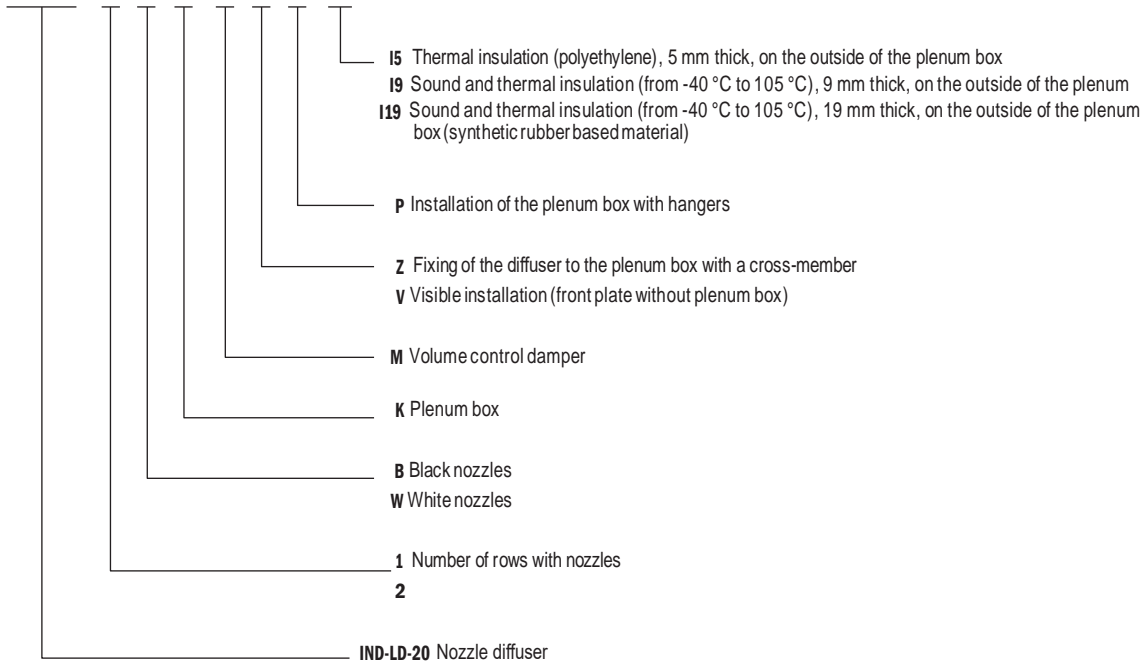 I5 Thermal insulation (polyethylene), 5 mm thick, on the outside of the plenum box
I9 Sound and thermal insulation (from -40 °C to 105 °C), 9 mm thick, on the outside of the plenum
I19 Sound and thermal insulation (from -40 °C to 105 °C), 19 mm thick, on the outside of the plenum
box (synthetic rubber based material)
P Installation of the plenum box with hangers
Z Fixing of the diffuser to the plenum box with a cross-member
V Visible installation (front plate without plenum box)
M Volume control damper
K Plenum box
B Black nozzles
W White nozzles
1 Number of rows with nozzles
2
IND-LD-20 Nozzle diffuser